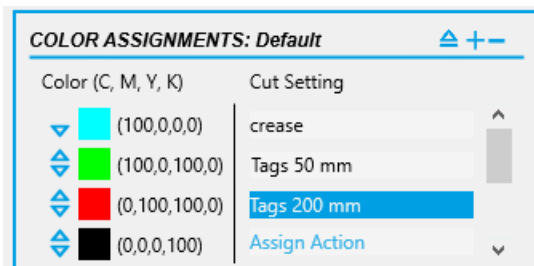 COLOR ASSIGNMENTS: Default
Color (C, M, Y, K) Cut Setting
(100,0,0,0) crease
(100,0,100,0) Tags 50 mm
(0,100,100,0) Tags 200 mm
(0,0,0,100) Assign Action